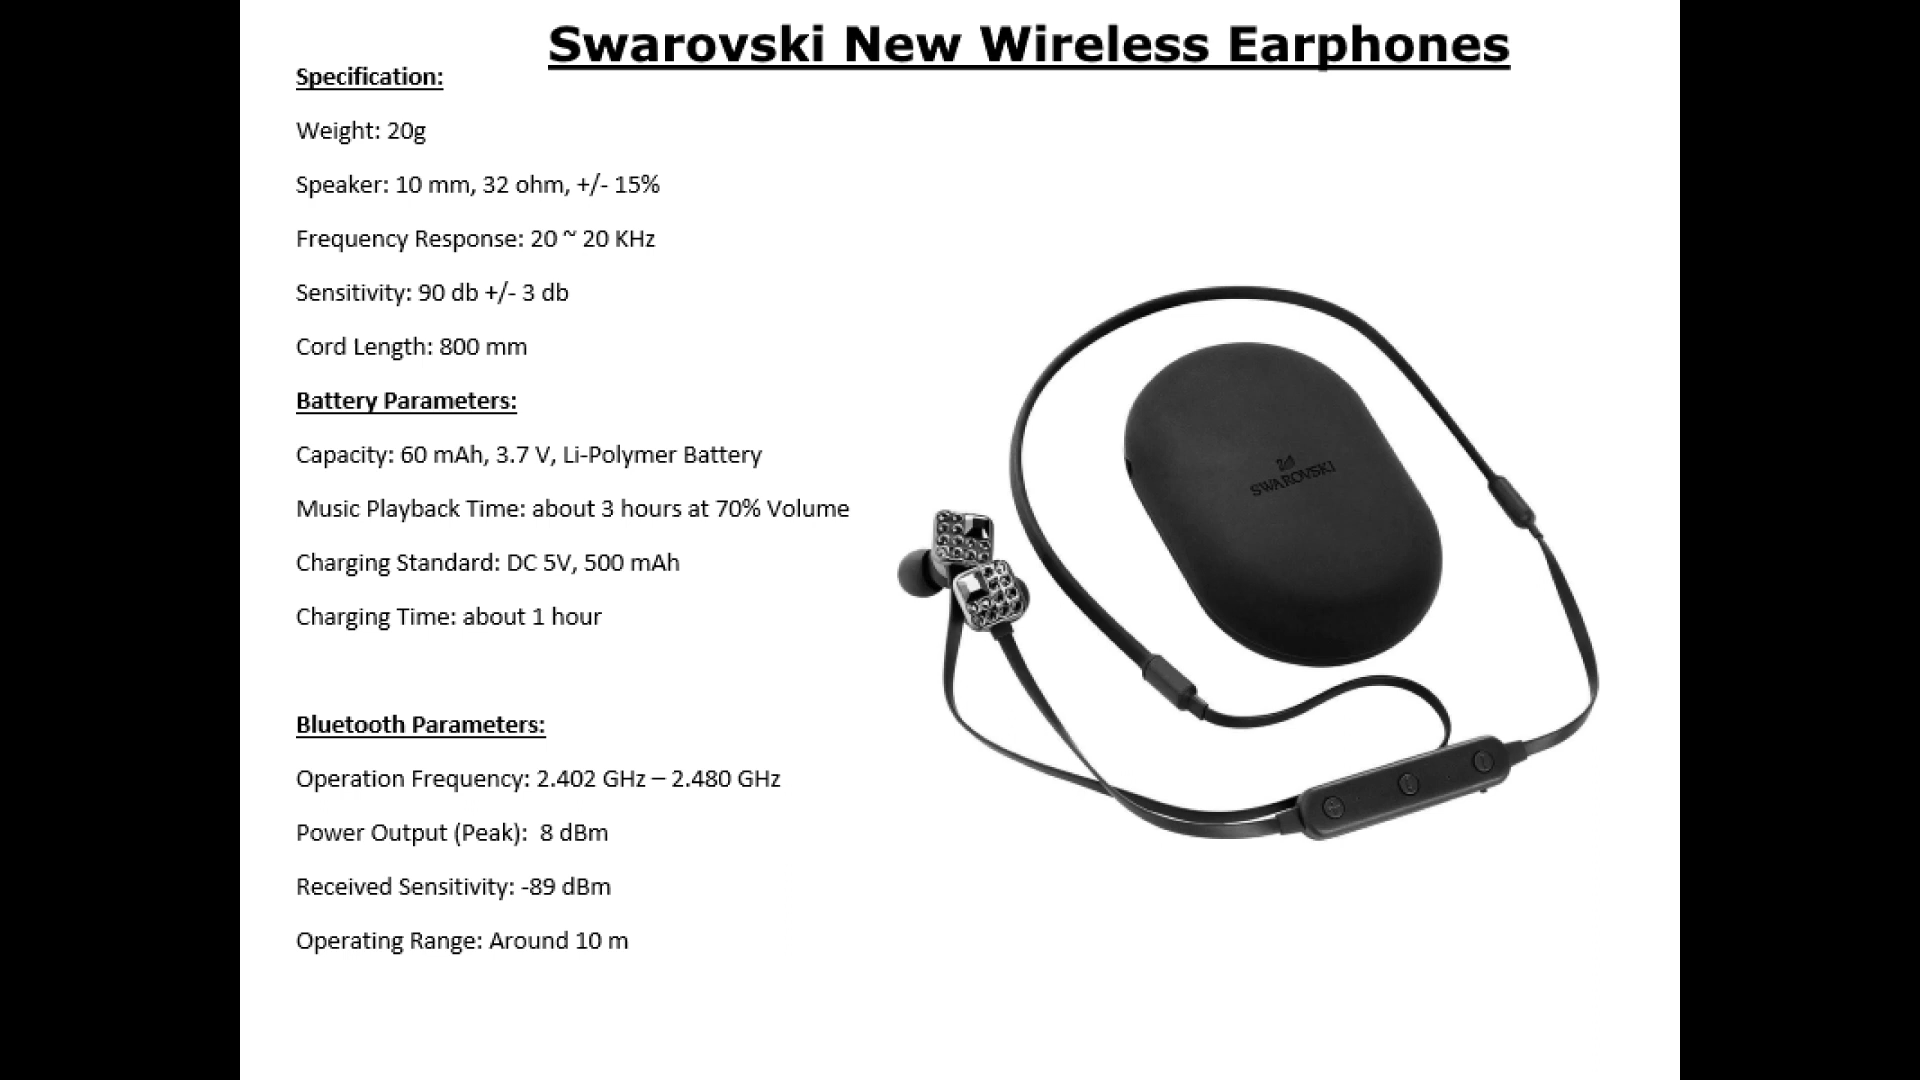 Swarovski New Wireless Earphones
Specification:
Weight: 20g
Speaker: 10 mm, 32 ohm, +/- 15%
Frequency Response: 20 ~ 20 KHz
Sensitivity: 90 db +/- 3 db
Cord Length: 800 mm
Battery Parameters:
Capacity: 60 mAh, 3.7 V, Li-Polymer Battery
Music Playback Time: about 3 hours at 70% Volume
Charging Standard: DC 5V, 500 mAh
Charging Time: about 1 hour
Bluetooth Parameters:
Operation Frequency: 2.402 GHz – 2.480 GHz
Power Output (Peak):  8 dBm
Received Sensitivity: -89 dBm
Operating Range: Around 10 m
SWAROVSKI